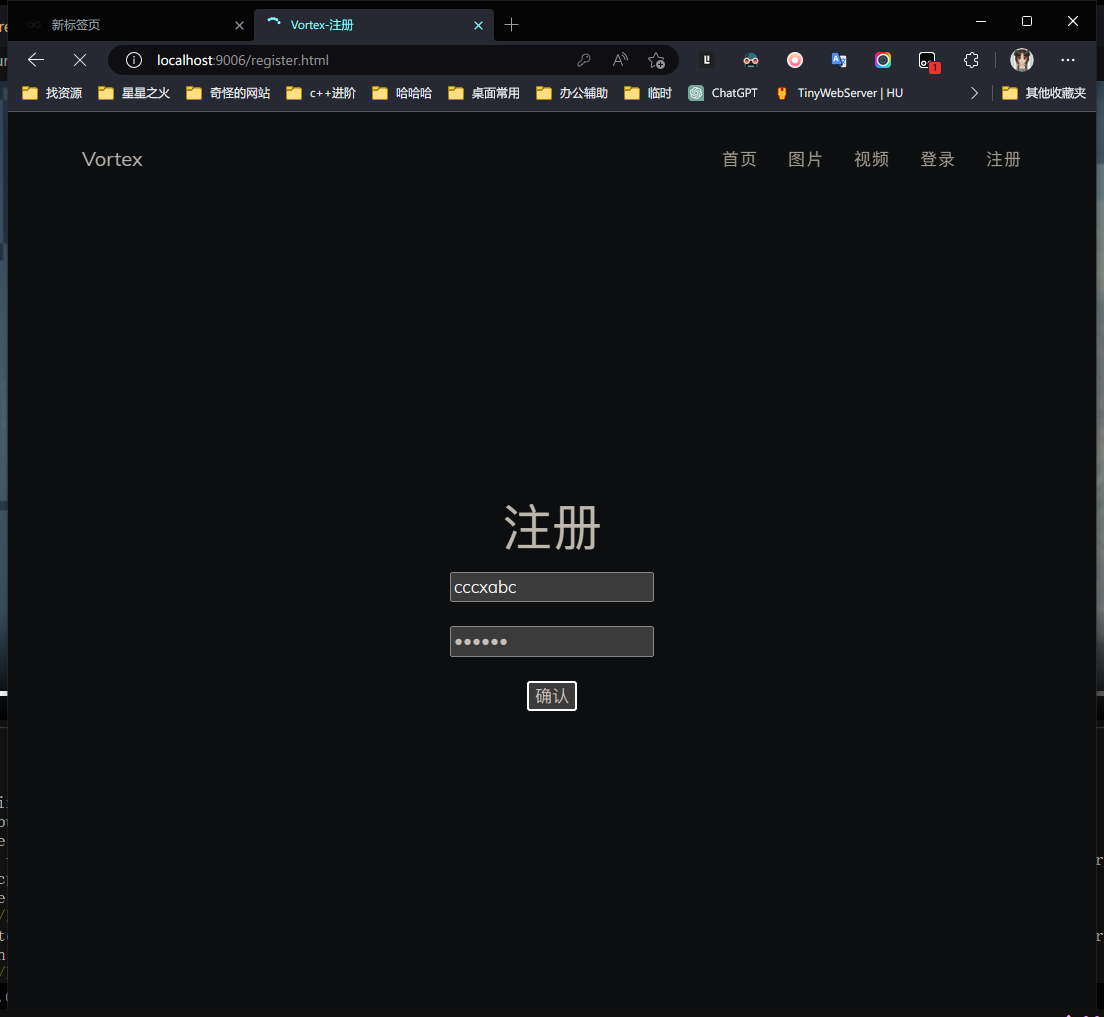 新标签页
Vortex-注册
localhost:9006/register.html
找资源 星星之火 奇怪的网站 c++进阶 哈哈哈 桌面常用 办公辅助 临时 ChatGPT TinyWebServer | HU 其他收藏夹
Vortex
首页 图片 视频 登录 注册
注册
cccxabc
••••••
确认